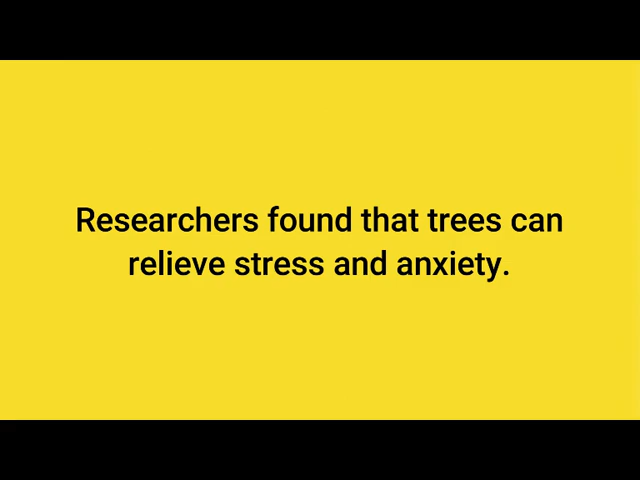 Researchers found that trees can
relieve stress and anxiety.